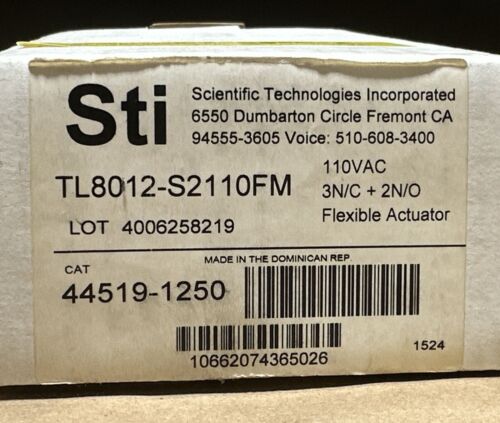 Sti
Scientific Technologies Incorporated
6550 Dumbarton Circle Fremont CA
94555-3605 Voice: 510-608-3400
TL8012-S2110FM
110VAC
3N/C + 2N/O
Flexible Actuator
LOT 4006258219
MADE IN THE DOMINICAN REP.
CAT
44519-1250
10662074365026
1524